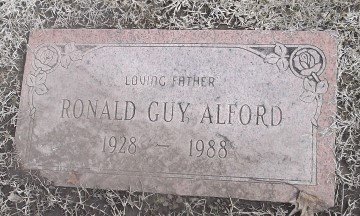 LOVING FATHER
RONALD GUY ALFORD
1928 – 1988